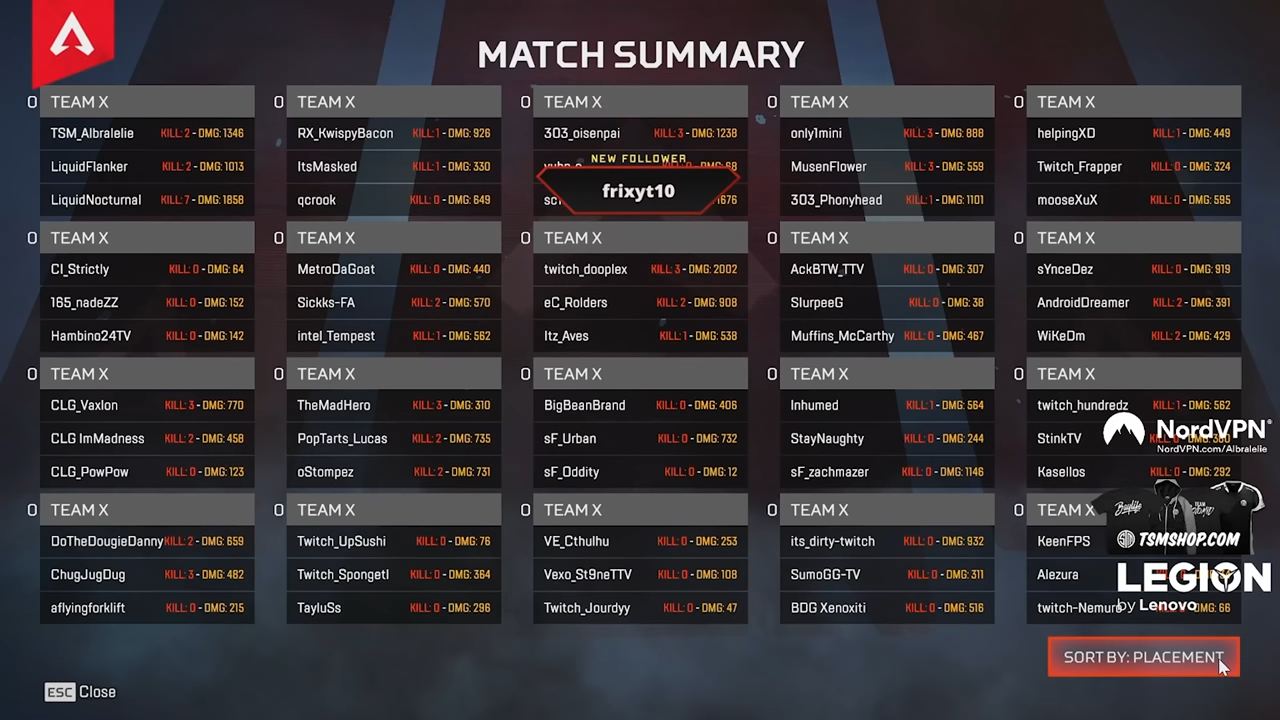 MATCH SUMMARY
0 TEAM X
TSM_Albralelie KILL: 2 - DMG: 1346
LiquidFlanker KILL: 2 - DMG: 1013
LiquidNocturnal KILL: 7 - DMG: 1858
0 TEAM X
RX_KwispyBacon KILL: 1 - DMG: 926
ItsMasked KILL: 1 - DMG: 330
qcrook KILL: 0 - DMG: 649
0 TEAM X
303_oisenpai KILL: 3 - DMG: 1238
NEW FOLLOWER
frixyt10
0 TEAM X
only1mini KILL: 3 - DMG: 888
MusenFlower KILL: 3 - DMG: 559
303_Phonyhead KILL: 1 - DMG: 1101
0 TEAM X
helpingXD KILL: 1 - DMG: 449
Twitch_Frapper KILL: 0 - DMG: 324
mooseXuX KILL: 0 - DMG: 595
0 TEAM X
CI_Strictly KILL: 0 - DMG: 64
165_nadeZZ KILL: 0 - DMG: 152
Hambino24TV KILL: 0 - DMG: 142
0 TEAM X
MetroDaGoat KILL: 0 - DMG: 440
Sickks-FA KILL: 2 - DMG: 570
intel_Tempest KILL: 1 - DMG: 562
0 TEAM X
twitch_dooplex KILL: 3 - DMG: 2002
eC_Rolders KILL: 2 - DMG: 908
Itz_Aves KILL: 1 - DMG: 538
0 TEAM X
AckBTW_TTV KILL: 0 - DMG: 307
SlurpeeG KILL: 0 - DMG: 38
Muffins_McCarthy KILL: 0 - DMG: 467
0 TEAM X
sYnceDez KILL: 0 - DMG: 919
AndroidDreamer KILL: 2 - DMG: 391
WiKeDm KILL: 2 - DMG: 429
0 TEAM X
CLG_Vaxlon KILL: 3 - DMG: 770
CLG ImMadness KILL: 2 - DMG: 458
CLG_PowPow KILL: 0 - DMG: 123
0 TEAM X
TheMadHero KILL: 3 - DMG: 310
PopTarts_Lucas KILL: 2 - DMG: 735
oStompez KILL: 2 - DMG: 731
0 TEAM X
BigBeanBrand KILL: 0 - DMG: 406
sF_Urban KILL: 0 - DMG: 732
sF_Oddity KILL: 0 - DMG: 12
0 TEAM X
Inhumed KILL: 1 - DMG: 564
StayNaughty KILL: 0 - DMG: 244
sF_zachmazer KILL: 0 - DMG: 1146
0 TEAM X
twitch_hundredz KILL: 1 - DMG: 562
StinkTV
NordVPN
NordVPN.com/Albralelie
Kasellos KILL: 0 - DMG: 292
0 TEAM X
DoTheDougieDanny KILL: 2 - DMG: 659
ChugJugDug KILL: 3 - DMG: 482
aflyingforklift KILL: 0 - DMG: 215
0 TEAM X
Twitch_UpSushi KILL: 0 - DMG: 76
Twitch_Spongetl KILL: 0 - DMG: 364
TayluSs KILL: 0 - DMG: 296
0 TEAM X
VE_Cthulhu KILL: 0 - DMG: 253
Vexo_St9neTTV KILL: 0 - DMG: 108
Twitch_Jourdyy KILL: 0 - DMG: 47
0 TEAM X
its_dirty-twitch KILL: 0 - DMG: 932
SumoGG-TV KILL: 0 - DMG: 311
BDG Xenoxiti KILL: 0 - DMG: 516
0 TEAM X
KeenFPS
TSMSHOP.COM
Alezura
LEGION
by Lenovo
DMG: 66
SORT BY: PLACEMENT
ESC Close